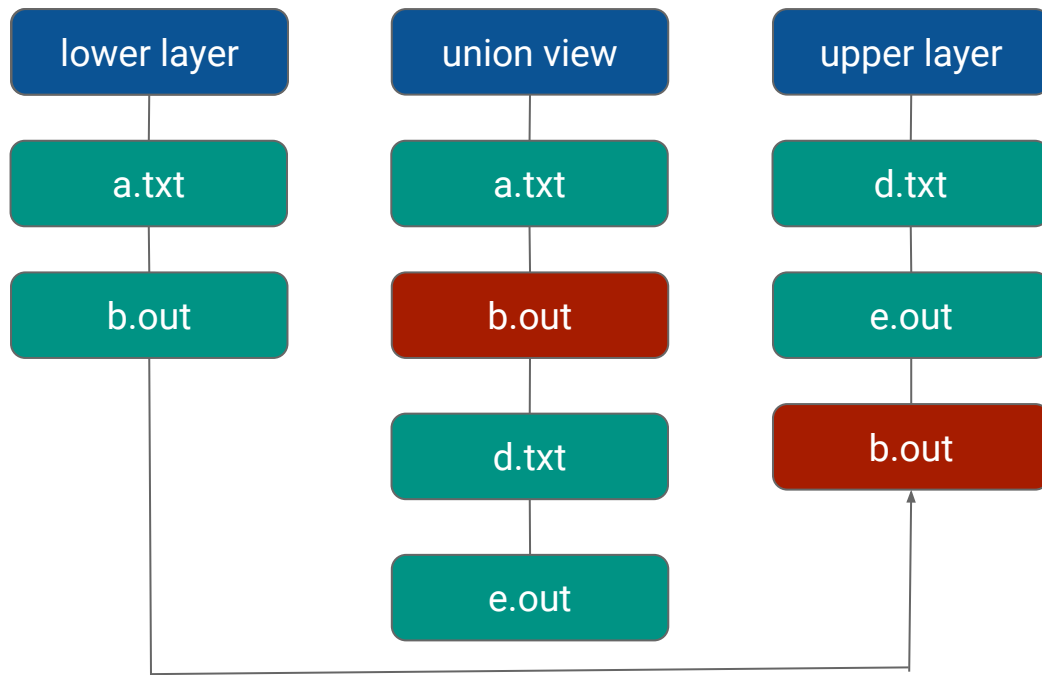 lower layer
union view
upper layer
a.txt
a.txt
d.txt
b.out
b.out
e.out
d.txt
b.out
e.out